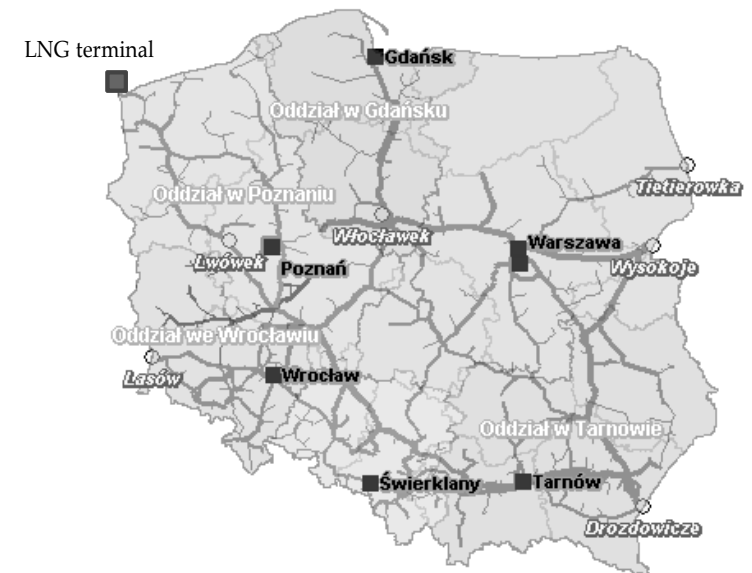 LNG terminal
Gdańsk
Oddział w Gdańsku
Tietierowka
Oddział w Poznaniu
Włocławek
Warszawa
Lwówek
Poznań
Wysokoje
Oddział we Wrocławiu
Lasów
Wrocław
Oddział w Tarnowie
Świerklany
Tarnów
Drozdowicze